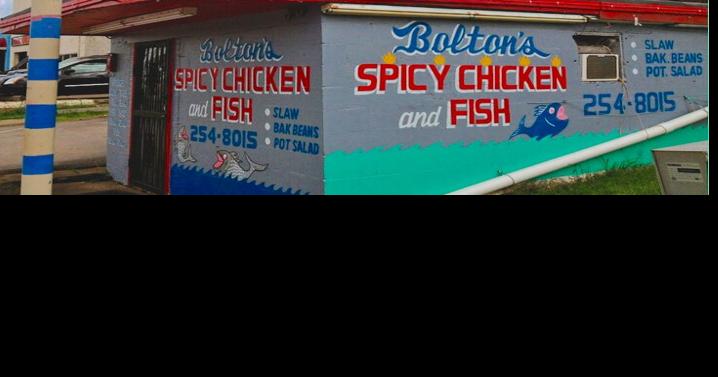 Bolton's
SPICY CHICKEN
and FISH
254-8015
SLAW
BAK BEANS
POT SALAD
Bolton's
SPICY CHICKEN
and FISH
254-8015
SLAW
BAK. BEANS
POT. SALAD